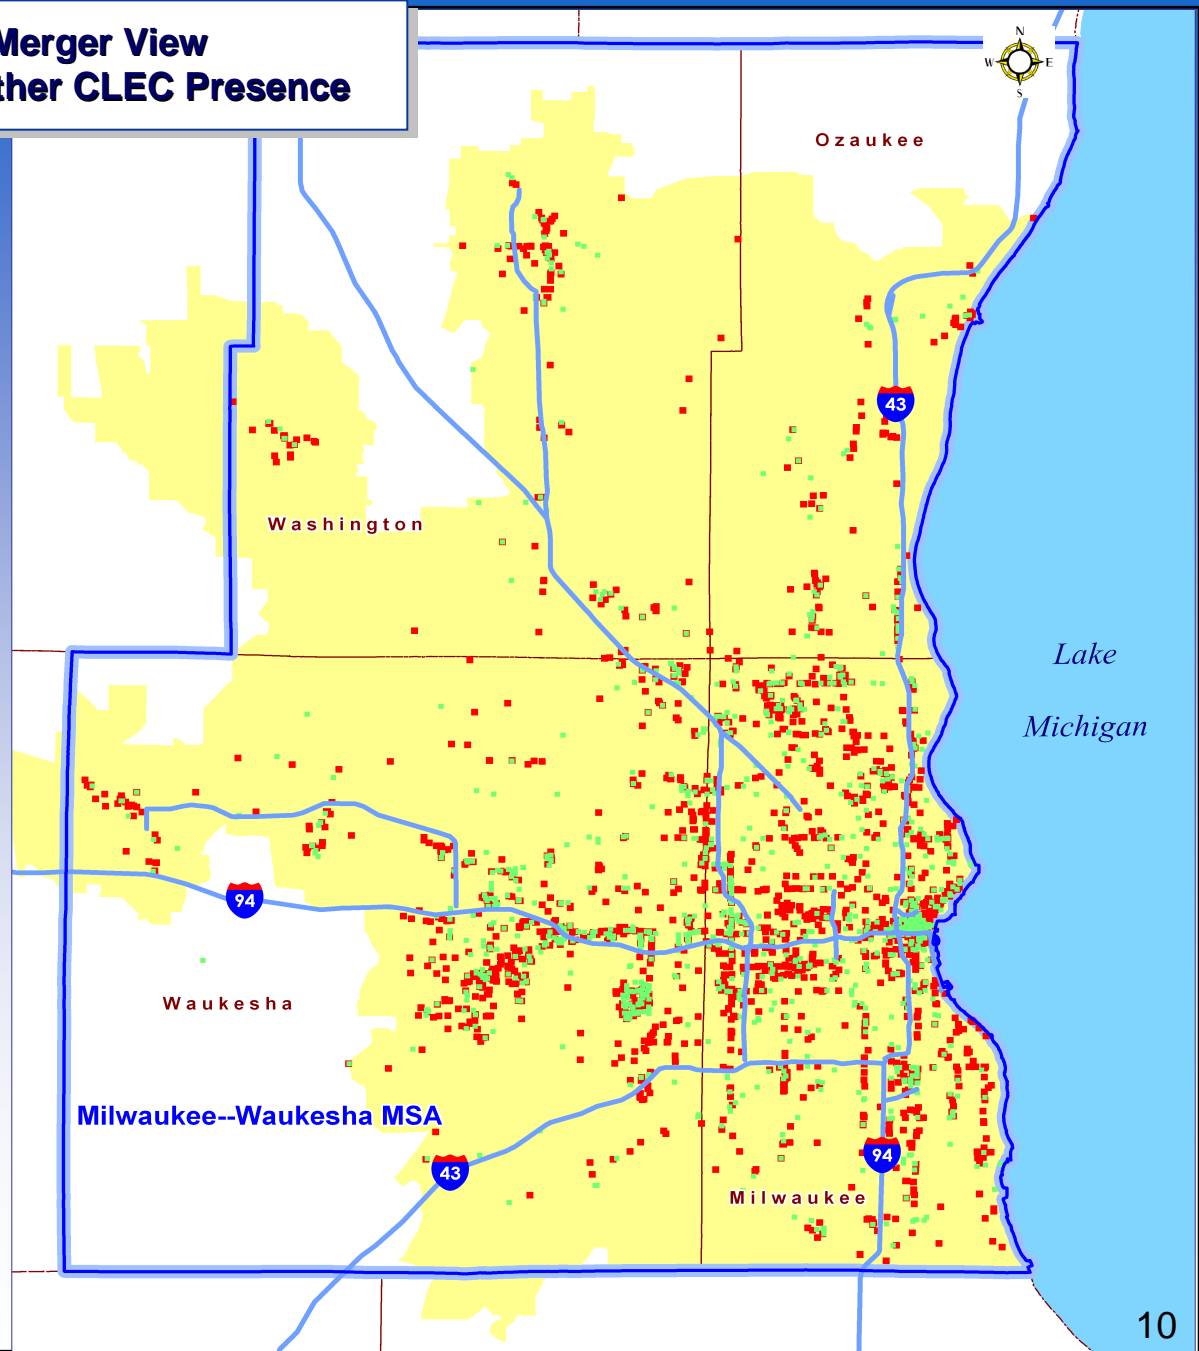 Merger View
ther CLEC Presence
N
W E
S
Ozaukee
43
Washington
Lake
Michigan
94
Waukesha
Milwaukee--Waukesha MSA
43
94
Milwaukee
10